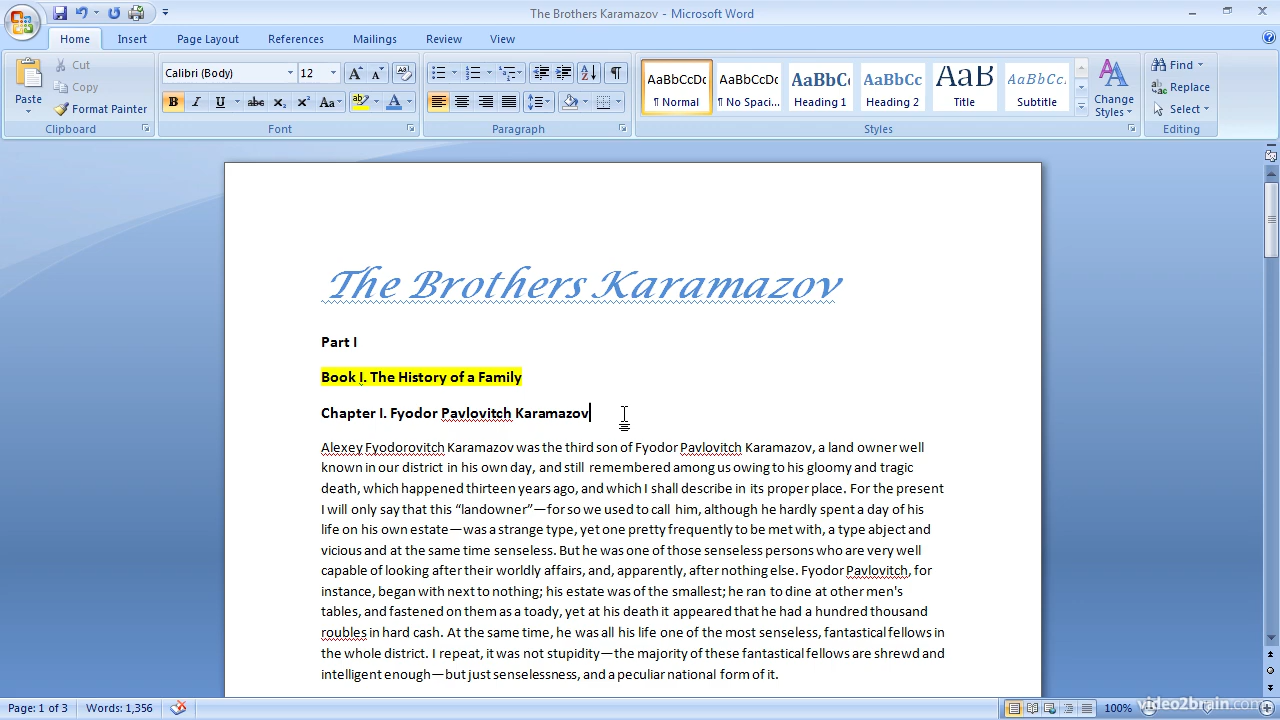 The Brothers Karamazov - Microsoft Word
Home Insert Page Layout References Mailings Review View
Cut
Copy
Format Painter
Paste
Clipboard
Calibri (Body) 12
Font
Paragraph
AaBbCcDc AaBbCcDc AaBbC AaBbCc AaB AaBbCc.
¶ Normal ¶ No Spaci... Heading 1 Heading 2 Title Subtitle
Change Styles
Styles
Find
Replace
Select
Editing
The Brothers Karamazov
Part I
Book I. The History of a Family
Chapter I. Fyodor Pavlovitch Karamazov
Alexey Fyodorovitch Karamazov was the third son of Fyodor Pavlovitch Karamazov, a land owner well
known in our district in his own day, and still remembered among us owing to his gloomy and tragic
death, which happened thirteen years ago, and which I shall describe in its proper place. For the present
I will only say that this “landowner”—for so we used to call him, although he hardly spent a day of his
life on his own estate—was a strange type, yet one pretty frequently to be met with, a type abject and
vicious and at the same time senseless. But he was one of those senseless persons who are very well
capable of looking after their worldly affairs, and, apparently, after nothing else. Fyodor Pavlovitch, for
instance, began with next to nothing; his estate was of the smallest; he ran to dine at other men's
tables, and fastened on them as a toady, yet at his death it appeared that he had a hundred thousand
roubles in hard cash. At the same time, he was all his life one of the most senseless, fantastical fellows in
the whole district. I repeat, it was not stupidity—the majority of these fantastical fellows are shrewd and
intelligent enough—but just senselessness, and a peculiar national form of it.
Page: 1 of 3 Words: 1,356 100%
video2brain.com